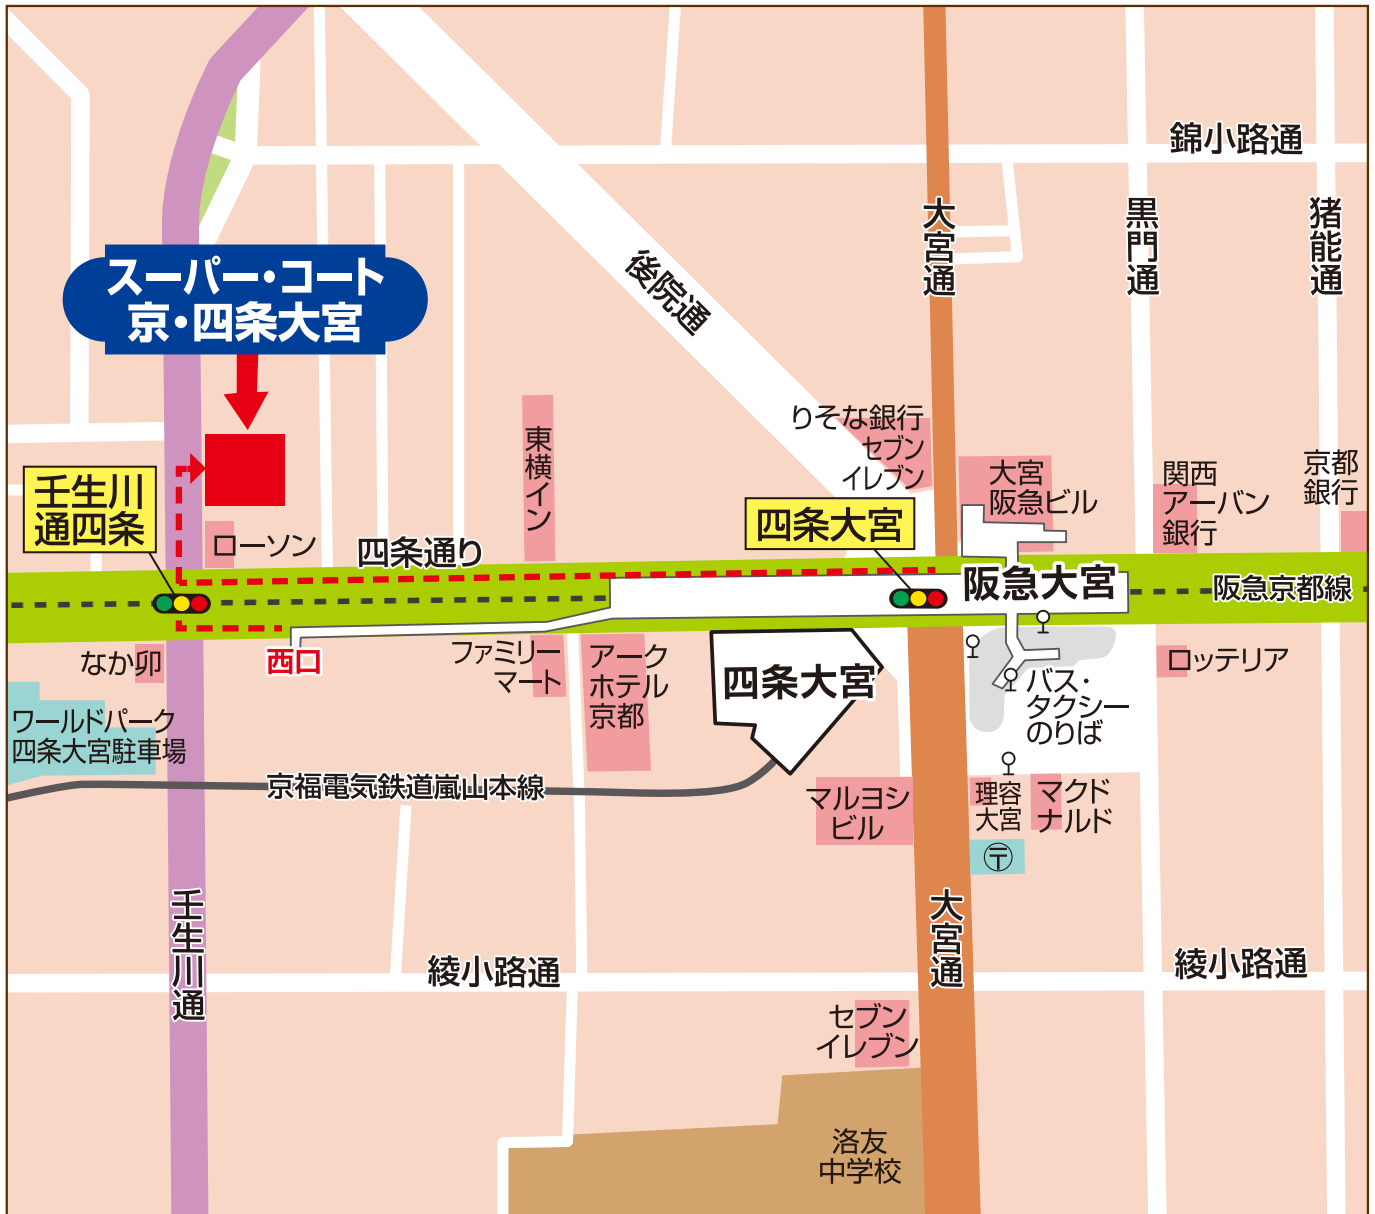 錦小路通
大宮通
黒門通
猪能通
後院通
スーパー・コート
京・四条大宮
りそな銀行
セブン
イレブン
東横イン
大宮
阪急ビル
関西
アーバン
銀行
京都
銀行
壬生川
通四条
ローソン
四条通り
四条大宮
阪急大宮
阪急京都線
なか卯
西口
ファミリー
マート
アーク
ホテル
京都
四条大宮
バス・
タクシー
のりば
ロッテリア
ワールドパーク
四条大宮駐車場
京福電気鉄道嵐山本線
マルヨシ
ビル
理容
大宮
マクド
ナルド
〒
壬生川通
大宮通
綾小路通
綾小路通
セブン
イレブン
洛友
中学校